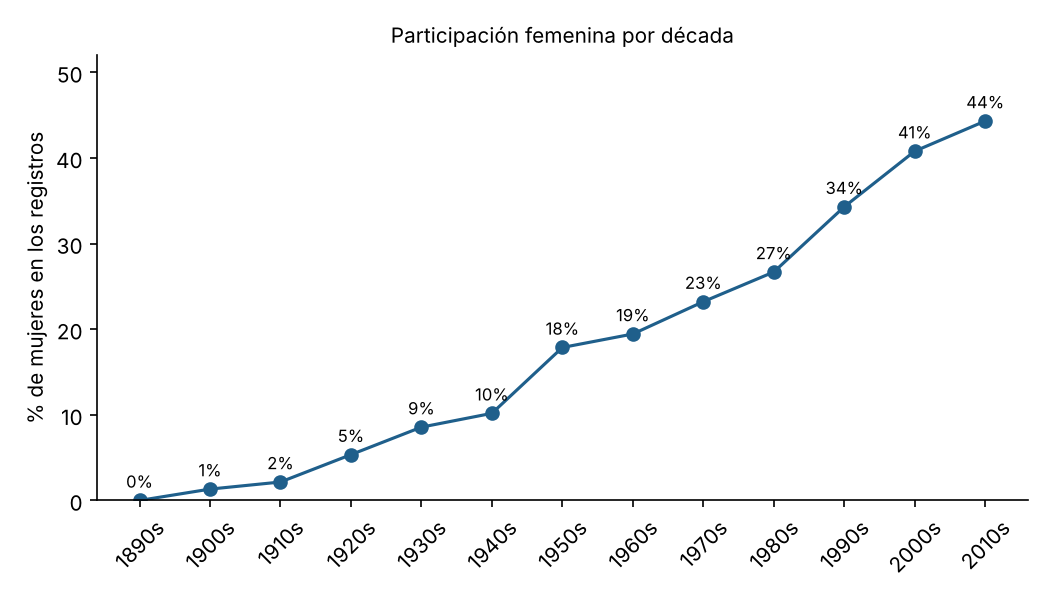 Participación femenina por década
% de mujeres en los registros
50
40
30
20
10
0
0%
1%
2%
5%
9%
10%
18%
19%
23%
27%
34%
41%
44%
1890s
1900s
1910s
1920s
1930s
1940s
1950s
1960s
1970s
1980s
1990s
2000s
2010s